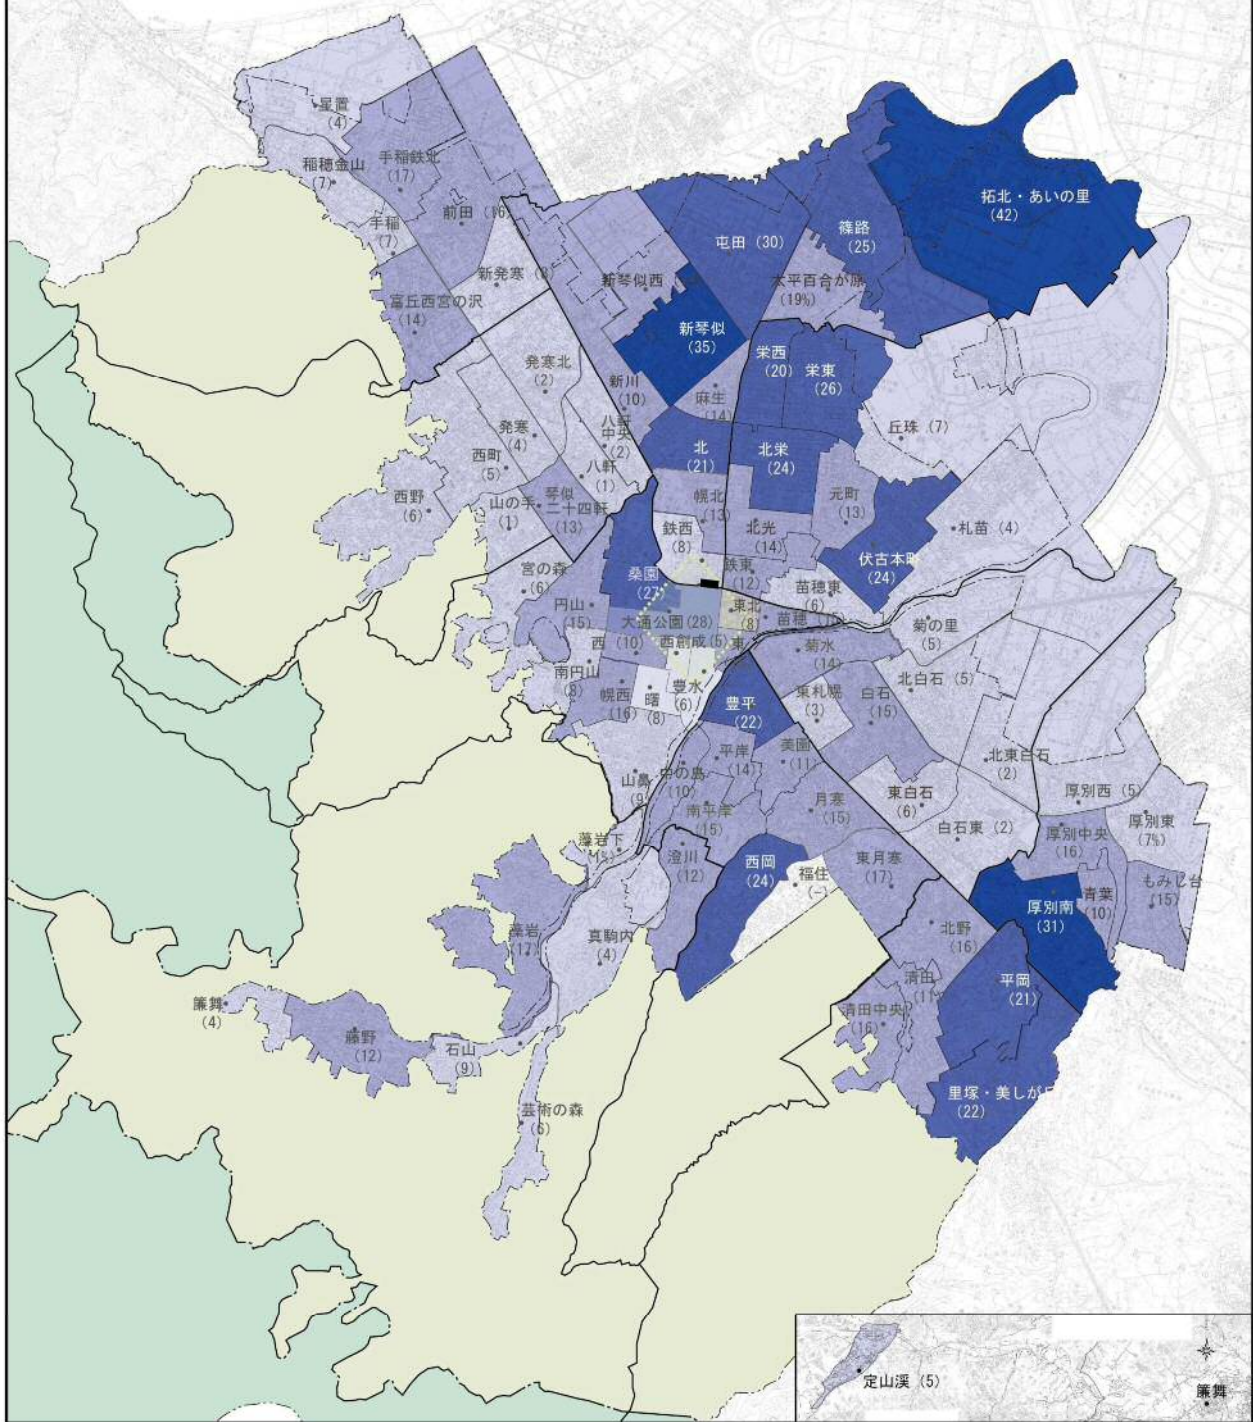 星置
(4)
稲穂金山
(7)
手稲鉄北
(17)
手稲
(7)
前田 (16)
新発寒 (8)
富丘西宮の沢
(14)
発寒北
(2)
発寒
(4)
西町
(5)
西野
(6)
山の手
(1)
琴似
二十四軒
(13)
八軒
(1)
八軒
中央
(2)
新川
(10)
新琴似西
新琴似
(35)
屯田 (30)
太平百合が原
(19%)
篠路
(25)
拓北・あいの里
(42)
麻生
(14)
栄西
(20)
栄東
(26)
丘珠 (7)
北
(21)
北栄
(24)
幌北
(13)
元町
(13)
札苗 (4)
鉄西
(8)
北光
(14)
伏古本町
(24)
鉄東
(12)
桑園
(27)
宮の森
(6)
円山
(15)
苗穂東
(6)
東北
(8)
苗穂
大通公園 (28)
西 (10)
西創成 (5)
東
菊水
(14)
菊の里
(5)
南円山
(8)
幌西
(16)
曙
(8)
豊水
(6)
豊平
(22)
東札幌
(3)
白石
(15)
北白石 (5)
北東白石
(2)
山鼻
(9)
中の島
(10)
平岸
(14)
美園
(11)
南平岸
(15)
月寒
(15)
東白石
(6)
白石東 (2)
厚別西 (5)
厚別東
(7%)
厚別中央
(16)
藻岩下
澄川
(12)
西岡
(24)
福住
(-)
東月寒
(17)
厚別南
(31)
青葉
(10)
もみじ台
(15)
藻岩
(17)
真駒内
(4)
北野
(16)
清田
(11)
平岡
(21)
清田中央
(16)
簾舞
(4)
藤野
(12)
石山
(9)
里塚・美しが丘
(22)
芸術の森
(6)
定山渓 (5)
簾舞